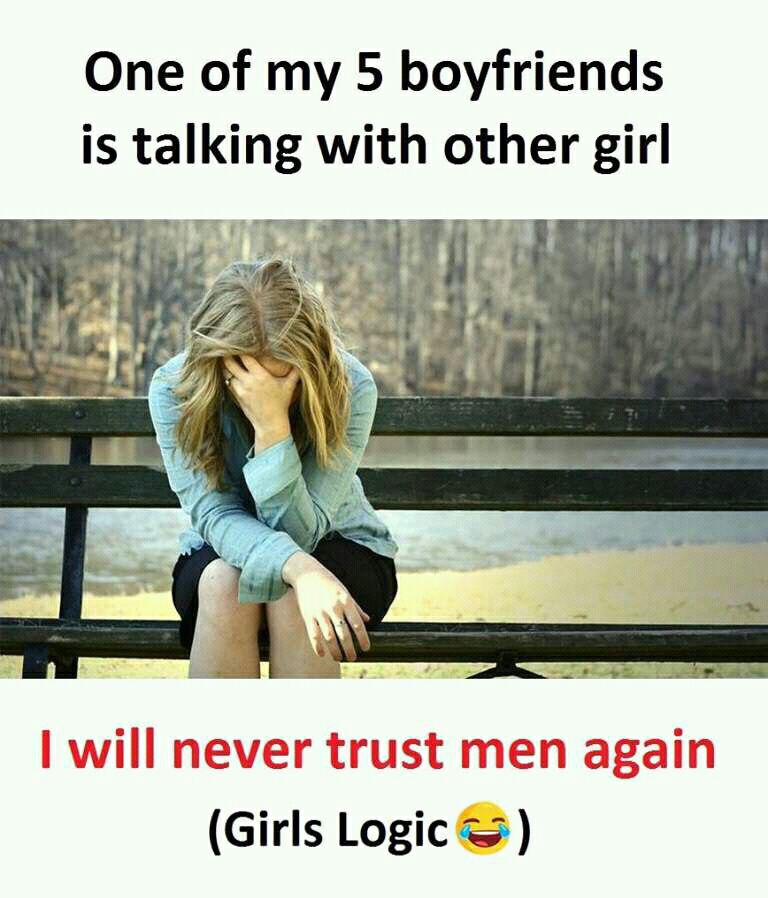 One of my 5 boyfriends
is talking with other girl
I will never trust men again
(Girls Logic😂)